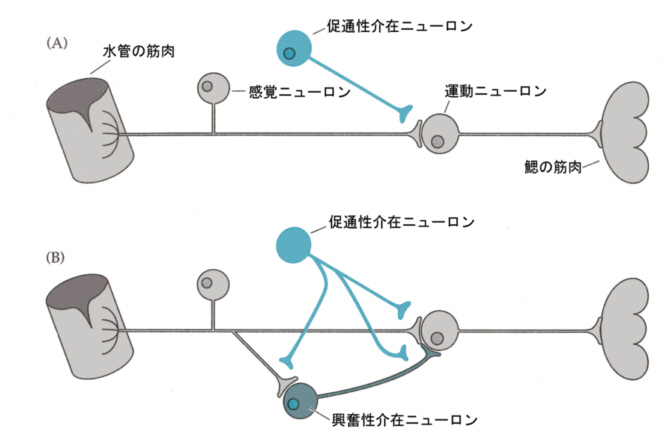 (A)
促通性介在ニューロン
水管の筋肉
感覚ニューロン
運動ニューロン
鰓の筋肉
(B)
促通性介在ニューロン
興奮性介在ニューロン